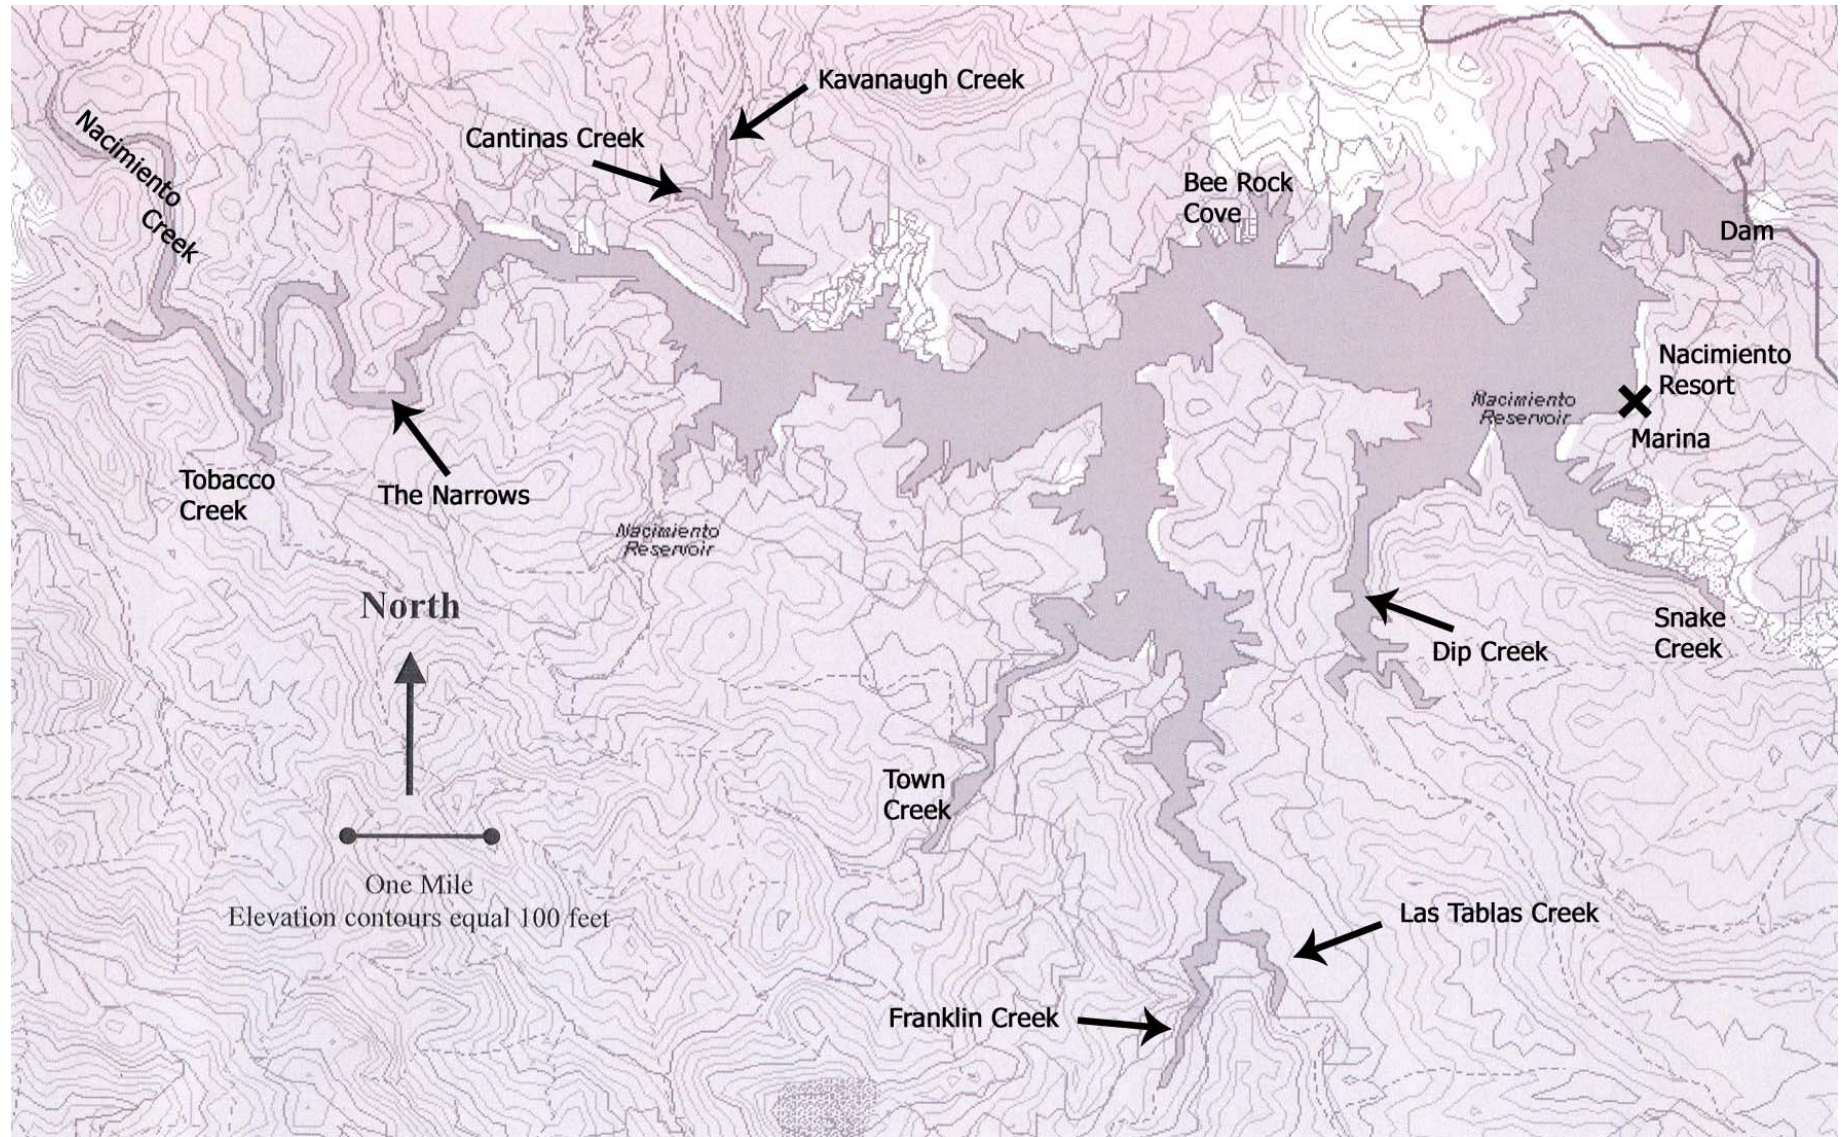 Kavanaugh Creek
Cantinas Creek
Nacimiento
Creek
Bee Rock
Cove
Dam
Nacimiento
Resort
Marina
Nacimiento
Reservoir
Tobacco
Creek
The Narrows
Nacimiento
Reservoir
North
Snake
Creek
Dip Creek
Town
Creek
One Mile
Elevation contours equal 100 feet
Las Tablas Creek
Franklin Creek